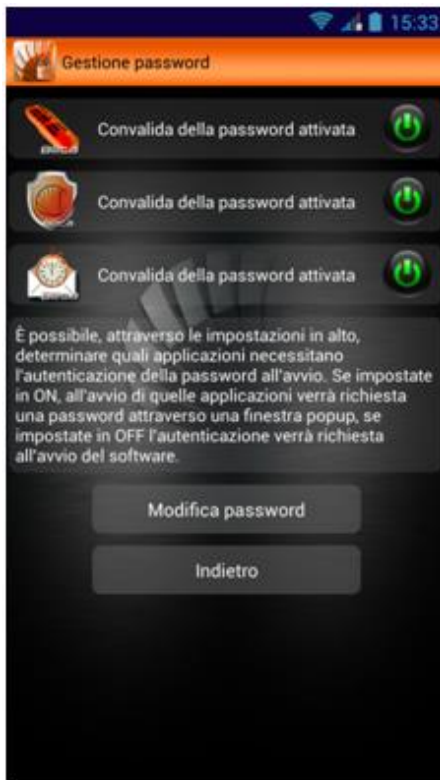 15:33
Gestione password
Convalida della password attivata
Convalida della password attivata
Convalida della password attivata
È possibile, attraverso le impostazioni in alto,
determinare quali applicazioni necessitano
l'autenticazione della password all'avvio. Se impostate
in ON, all'avvio di quelle applicazioni verrà richiesta
una password attraverso una finestra popup, se
impostate in OFF l'autenticazione verrà richiesta
all'avvio del software.
Modifica password
Indietro